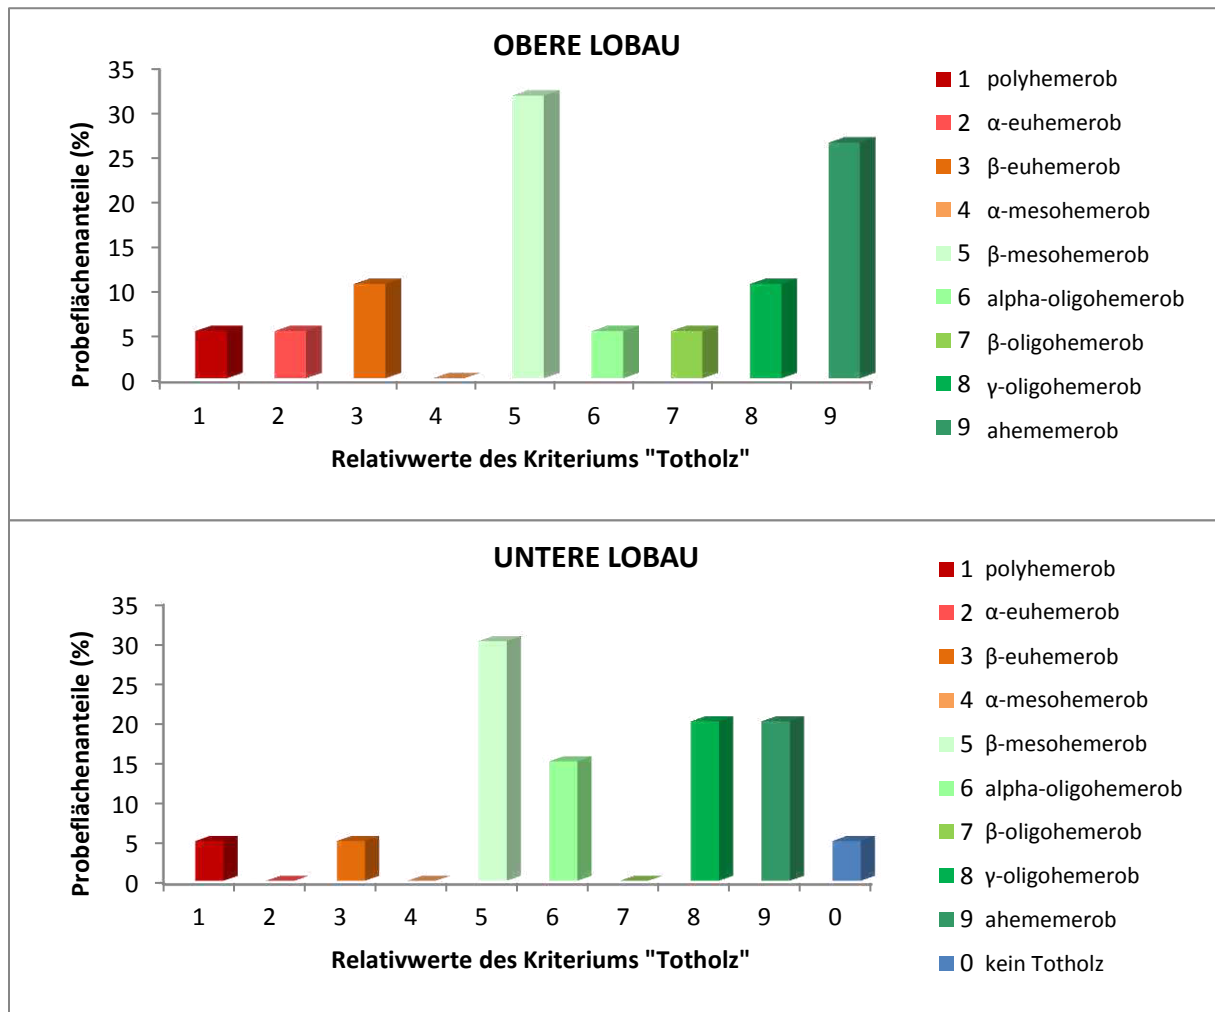 OBERE LOBAU
Probeflächenanteile (%)
35
30
25
20
15
10
5
0
1 2 3 4 5 6 7 8 9
Relativwerte des Kriteriums "Totholz"
1 polyhemerob
2 α-euhemerob
3 β-euhemerob
4 α-mesohemerob
5 β-mesohemerob
6 alpha-oligohemerob
7 β-oligohemerob
8 γ-oligohemerob
9 ahememerob
UNTERE LOBAU
Probeflächenanteile (%)
35
30
25
20
15
10
5
0
1 2 3 4 5 6 7 8 9 0
Relativwerte des Kriteriums "Totholz"
1 polyhemerob
2 α-euhemerob
3 β-euhemerob
4 α-mesohemerob
5 β-mesohemerob
6 alpha-oligohemerob
7 β-oligohemerob
8 γ-oligohemerob
9 ahememerob
0 kein Totholz